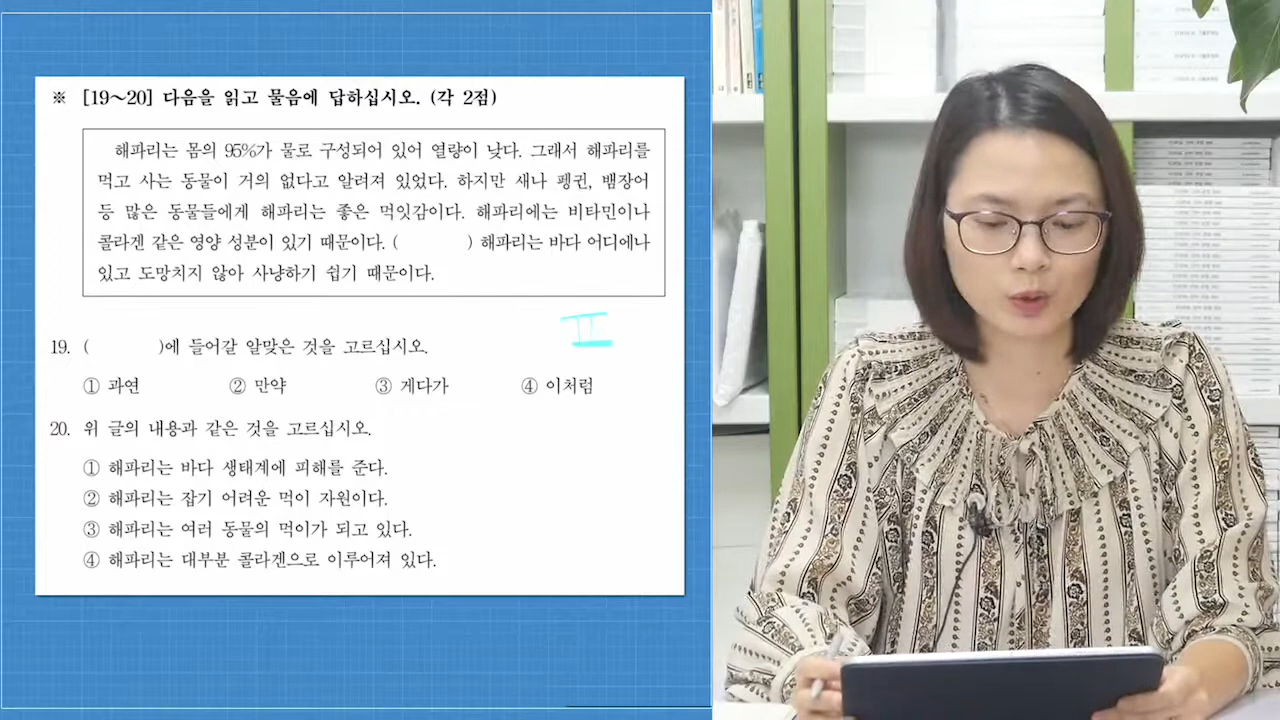 ※ [19～20] 다음을 읽고 물음에 답하십시오. (각 2점)
해파리는 몸의 95%가 물로 구성되어 있어 열량이 낮다. 그래서 해파리를
먹고 사는 동물이 거의 없다고 알려져 있었다. 하지만 새나 펭귄, 뱀장어
등 많은 동물들에게 해파리는 좋은 먹잇감이다. 해파리에는 비타민이나
콜라겐 같은 영양 성분이 있기 때문이다. ( ) 해파리는 바다 어디에나
있고 도망치지 않아 사냥하기 쉽기 때문이다.
19. ( )에 들어갈 알맞은 것을 고르십시오.
Ⅱ
① 과연 ② 만약 ③ 게다가 ④ 이처럼
20. 위 글의 내용과 같은 것을 고르십시오.
① 해파리는 바다 생태계에 피해를 준다.
② 해파리는 잡기 어려운 먹이 자원이다.
③ 해파리는 여러 동물의 먹이가 되고 있다.
④ 해파리는 대부분 콜라겐으로 이루어져 있다.